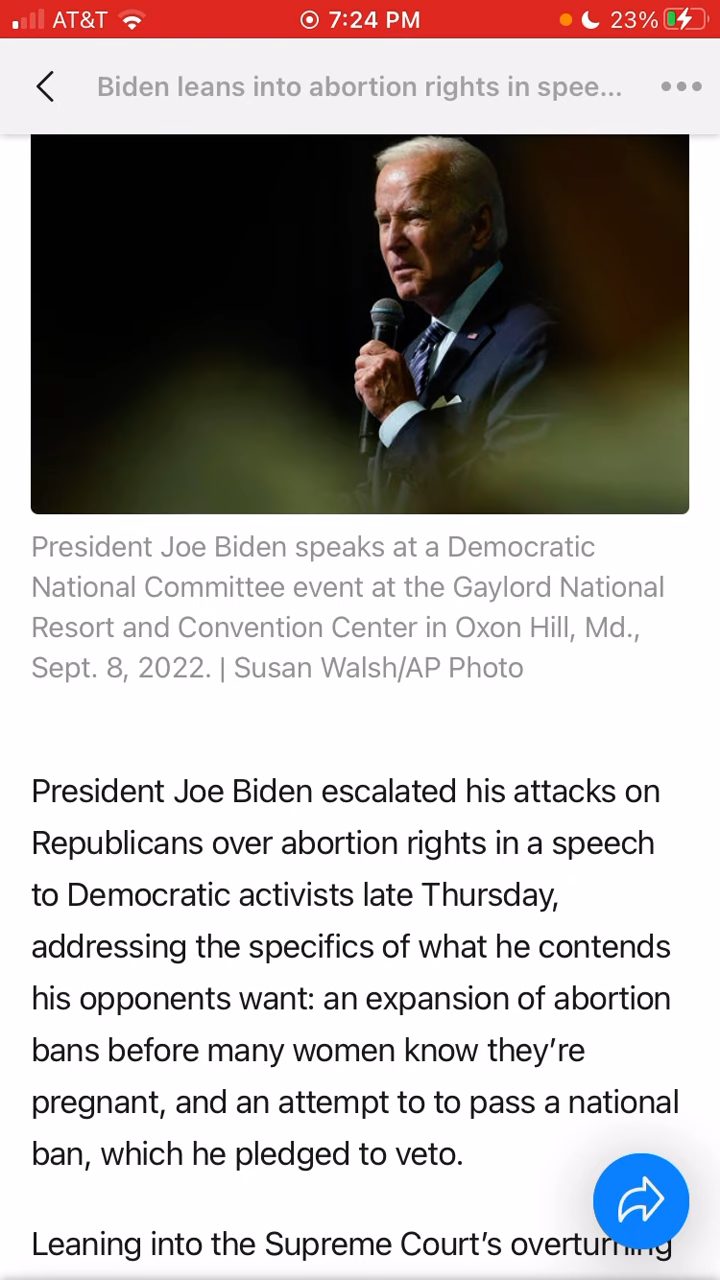 AT&T 7:24 PM 23%
Biden leans into abortion rights in spee...
President Joe Biden speaks at a Democratic
National Committee event at the Gaylord National
Resort and Convention Center in Oxon Hill, Md.,
Sept. 8, 2022. | Susan Walsh/AP Photo
President Joe Biden escalated his attacks on
Republicans over abortion rights in a speech
to Democratic activists late Thursday,
addressing the specifics of what he contends
his opponents want: an expansion of abortion
bans before many women know they’re
pregnant, and an attempt to to pass a national
ban, which he pledged to veto.
Leaning into the Supreme Court’s overturning